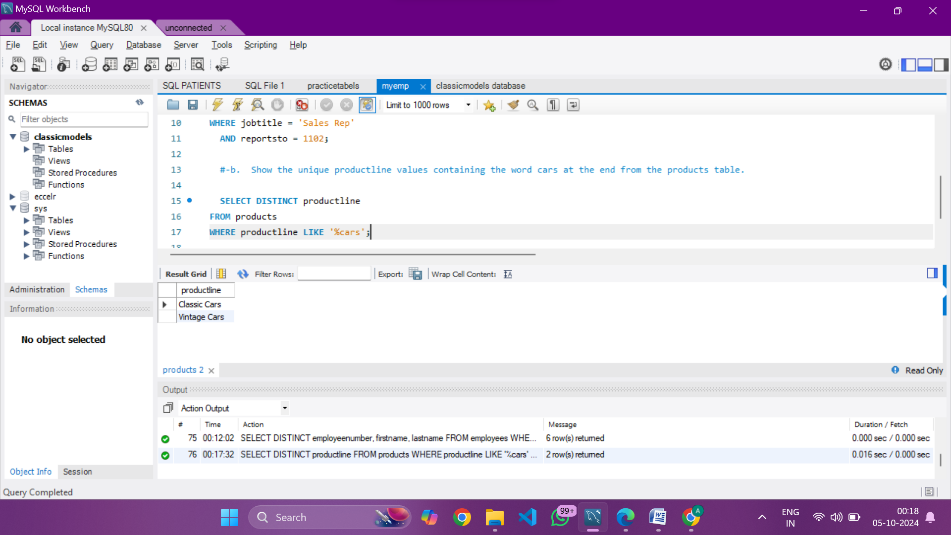 MySQL Workbench
Local instance MySQL80 ×
unconnected ×
File Edit View Query Database Server Tools Scripting Help
Navigator
SCHEMAS
Filter objects
classicmodels
Tables
Views
Stored Procedures
Functions
eccelr
sys
Tables
Views
Stored Procedures
Functions
Administration Schemas
Information
No object selected
Object Info Session
SQL PATIENTS SQL File 1 practicetabels myemp × classicmodels database
Limit to 1000 rows
10 WHERE jobtitle = 'Sales Rep'
11 AND reportsto = 1102;
12
13 #-b. Show the unique productline values containing the word cars at the end from the products table.
14
15 SELECT DISTINCT productline
16 FROM products
17 WHERE productline LIKE '%cars';
18
Result Grid Filter Rows: Export: Wrap Cell Content:
productline
Classic Cars
Vintage Cars
products 2 ×
Read Only
Output
Action Output
# Time Action Message Duration / Fetch
75 00:12:02 SELECT DISTINCT employeenumber, firstname, lastname FROM employees WHE... 6 row(s) returned 0.000 sec / 0.000 sec
76 00:17:32 SELECT DISTINCT productline FROM products WHERE productline LIKE '%cars' ... 2 row(s) returned 0.016 sec / 0.000 sec
Query Completed
Search
99+
A
ENG
IN
00:18
05-10-2024